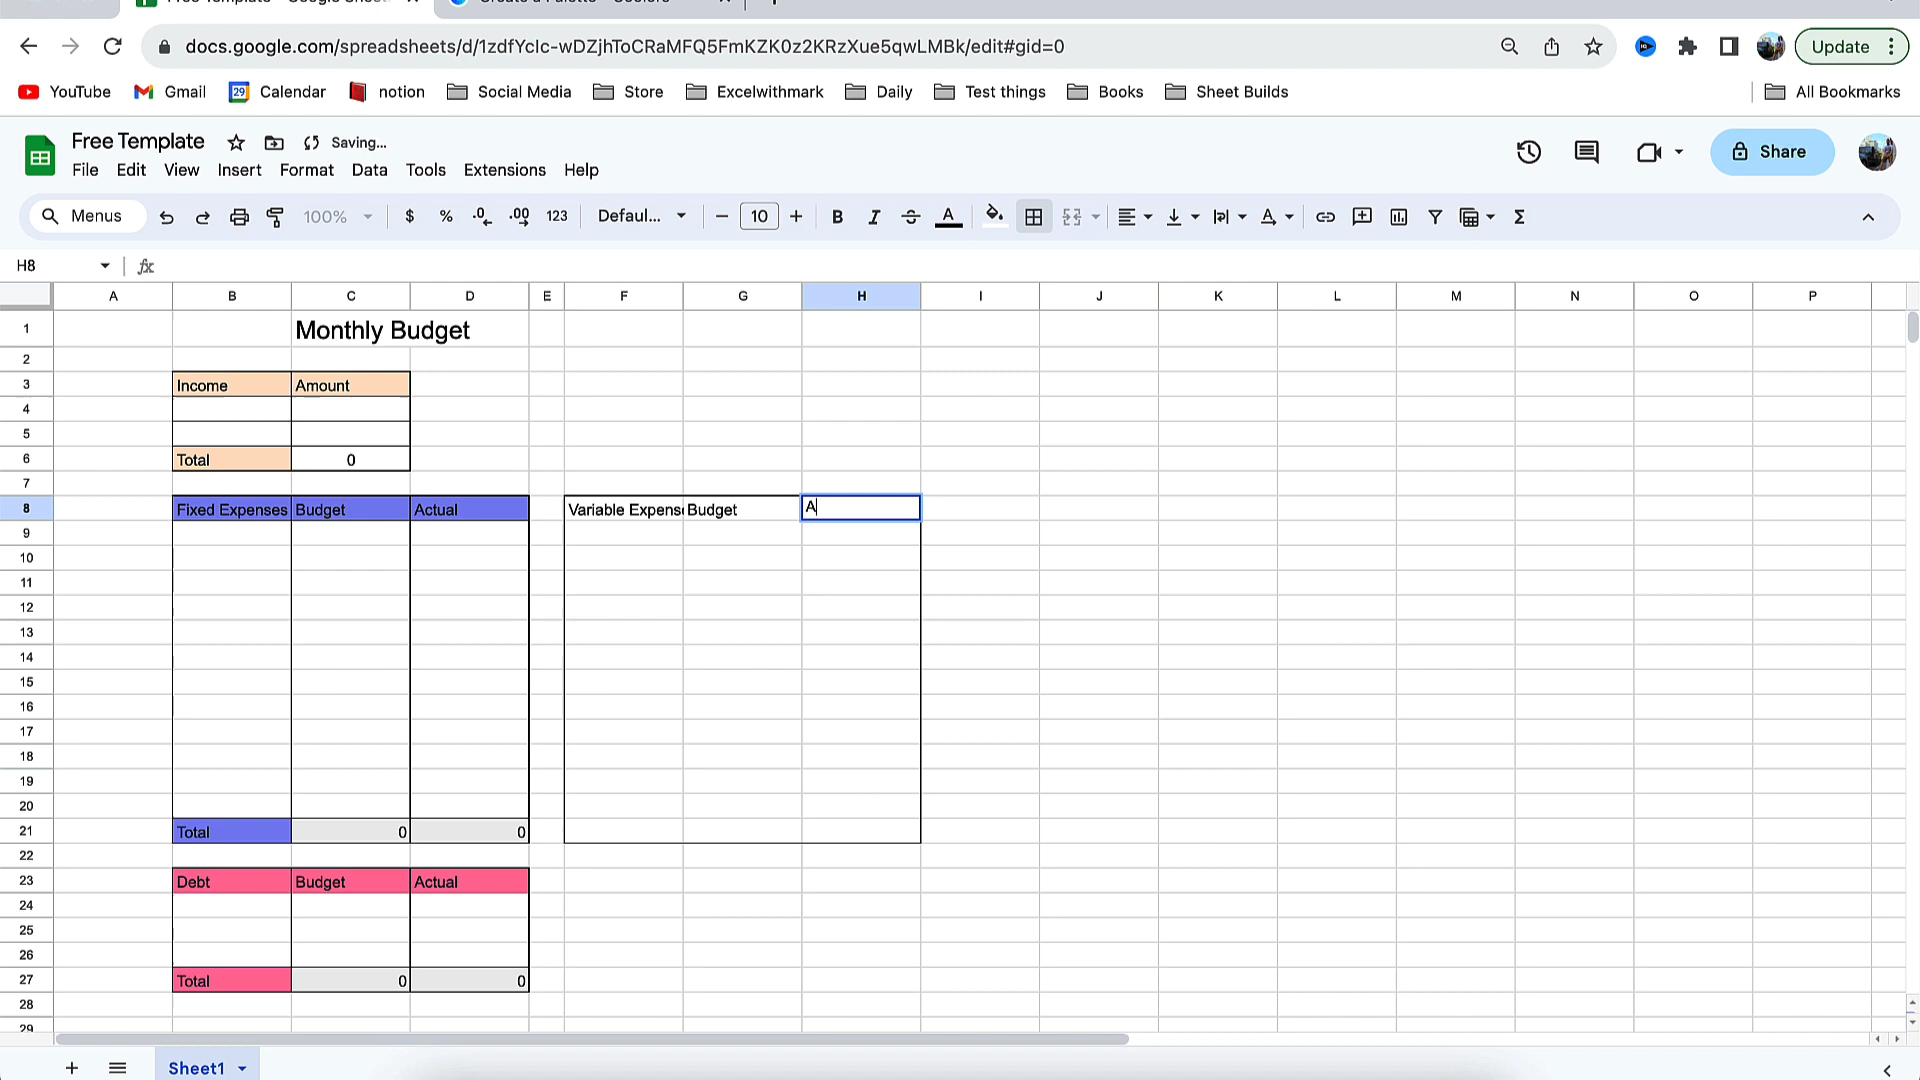 docs.google.com/spreadsheets/d/1zdfYcIc-wDZjhToCRaMFQ5FmKZK0z2KRzXue5qwLMBk/edit#gid=0
Update
YouTube Gmail 29 Calendar notion Social Media Store Excelwithmark Daily Test things Books Sheet Builds All Bookmarks
Free Template Saving...
File Edit View Insert Format Data Tools Extensions Help
Share
Menus 100% $ % .0 .00 123 Defaul... 10 B I S A Σ
H8 fx
A B C D E F G H I J K L M N O P
1 Monthly Budget
2
3 Income Amount
4
5
6 Total 0
7
8 Fixed Expenses Budget Actual Variable Expens Budget A
9
10
11
12
13
14
15
16
17
18
19
20
21 Total 0 0
22
23 Debt Budget Actual
24
25
26
27 Total 0 0
28
29
Sheet1